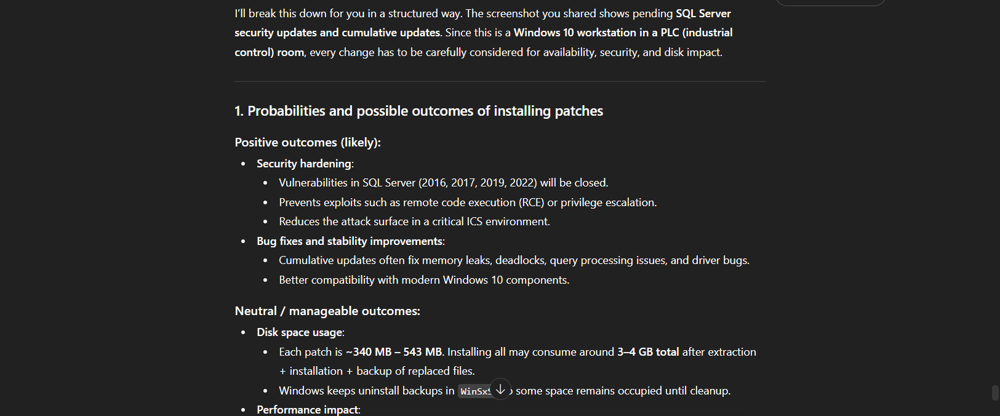 I'll break this down for you in a structured way. The screenshot you shared shows pending SQL Server
security updates and cumulative updates. Since this is a Windows 10 workstation in a PLC (industrial
control) room, every change has to be carefully considered for availability, security, and disk impact.
1. Probabilities and possible outcomes of installing patches
Positive outcomes (likely):
• Security hardening:
• Vulnerabilities in SQL Server (2016, 2017, 2019, 2022) will be closed.
• Prevents exploits such as remote code execution (RCE) or privilege escalation.
• Reduces the attack surface in a critical ICS environment.
• Bug fixes and stability improvements:
• Cumulative updates often fix memory leaks, deadlocks, query processing issues, and driver bugs.
• Better compatibility with modern Windows 10 components.
Neutral / manageable outcomes:
• Disk space usage:
• Each patch is ~340 MB – 543 MB. Installing all may consume around 3–4 GB total after extraction
+ installation + backup of replaced files.
• Windows keeps uninstall backups in some space remains occupied until cleanup.
• Performance impact: